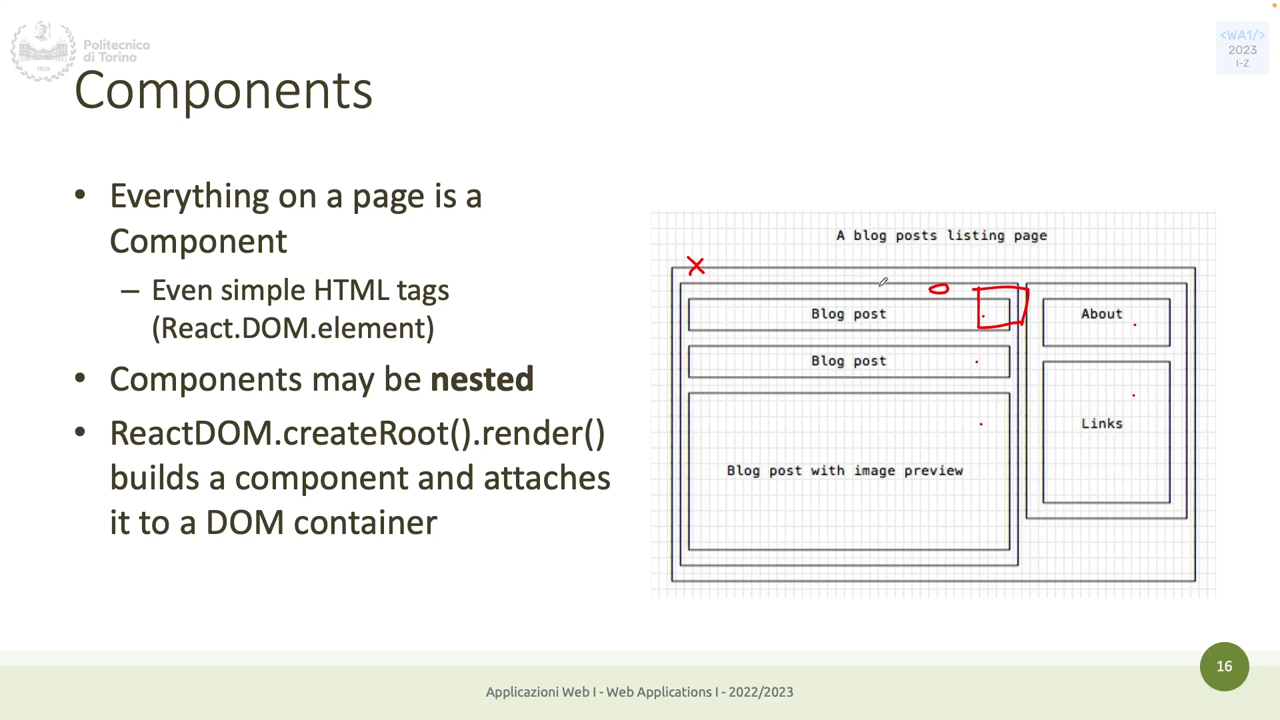 Politecnico
di Torino
1859
<WA1/>
2023
I-Z
Components
• Everything on a page is a
Component
– Even simple HTML tags
(React.DOM.element)
• Components may be nested
• ReactDOM.createRoot().render()
builds a component and attaches
it to a DOM container
A blog posts listing page
Blog post
Blog post
Blog post with image preview
About
Links
16
Applicazioni Web I - Web Applications I - 2022/2023